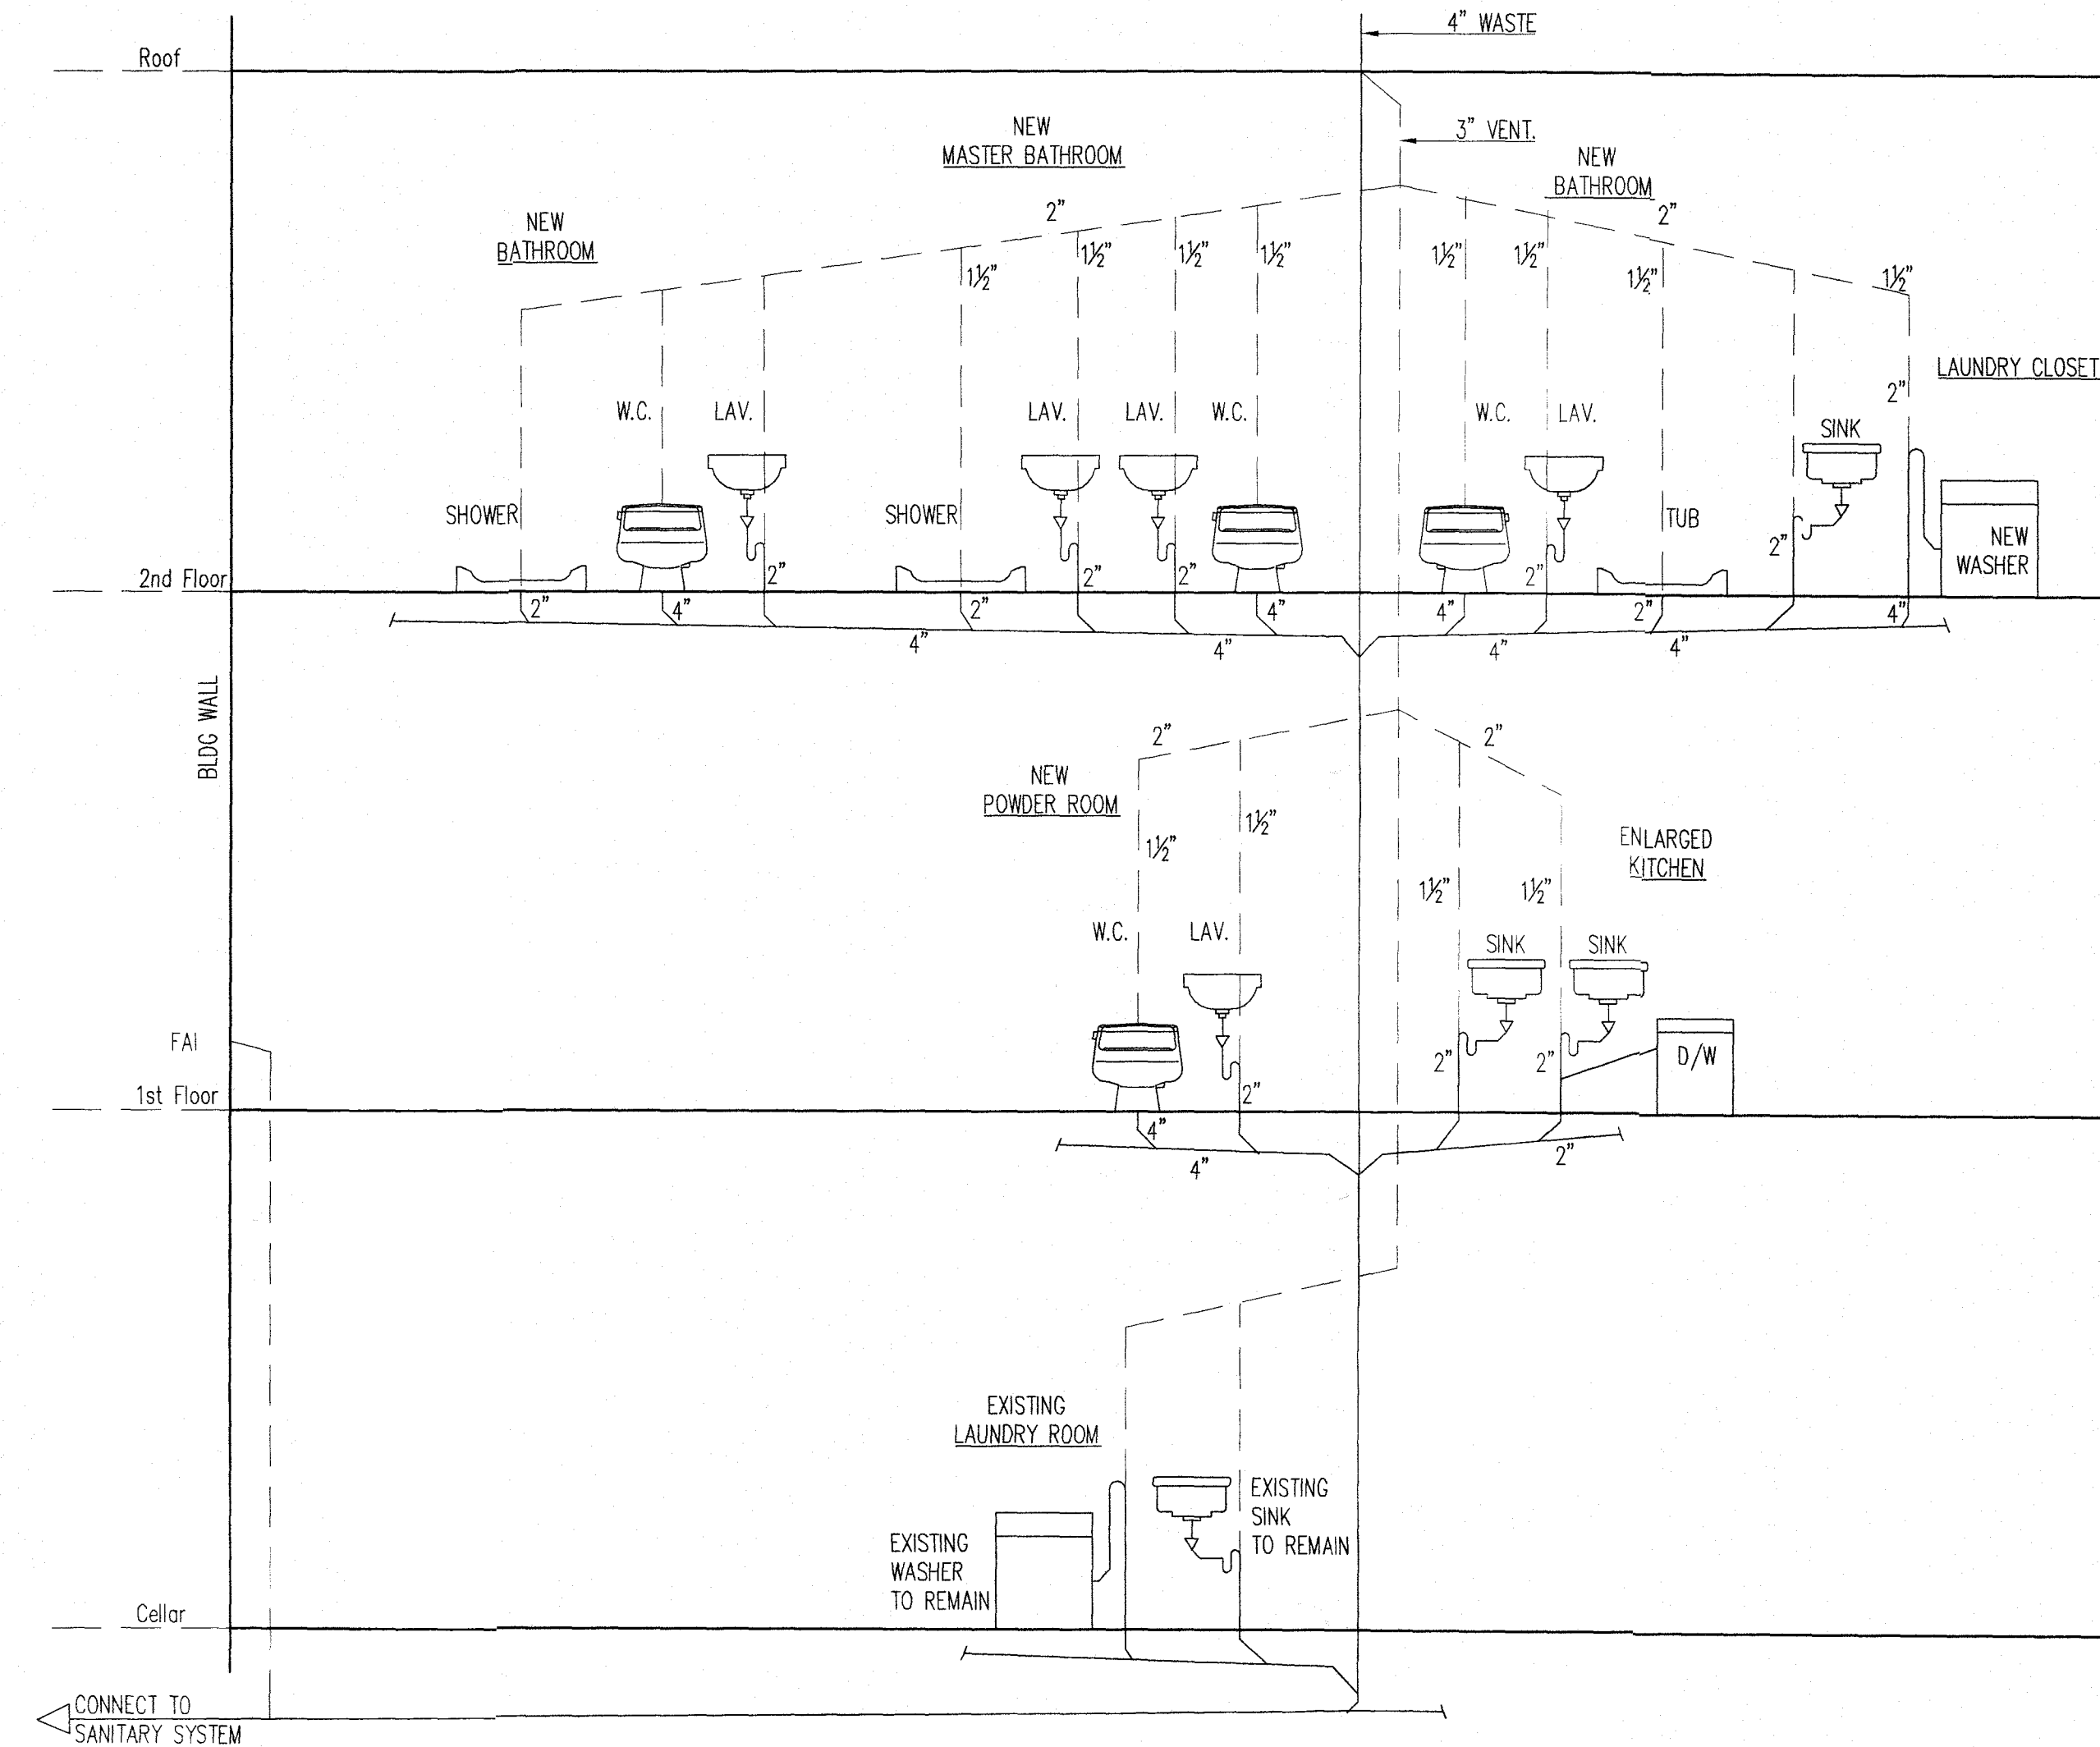 4" WASTE
Roof
3" VENT.
NEW
MASTER BATHROOM
NEW
BATHROOM
NEW
BATHROOM
2"
2"
1½"
1½"
1½"
1½"
1½"
1½"
1½"
1½"
LAUNDRY CLOSET
2"
W.C.
LAV.
LAV.
LAV.
W.C.
W.C.
LAV.
SINK
SHOWER
SHOWER
TUB
2"
NEW
WASHER
2nd Floor
2"
2"
2"
2"
2"
4"
2"
4"
4"
2"
4"
4"
4"
4"
4"
4"
BLDG WALL
2"
2"
NEW
POWDER ROOM
1½"
1½"
ENLARGED
KITCHEN
1½"
1½"
W.C.
LAV.
SINK
SINK
FAI
2"
2"
D/W
1st Floor
2"
4"
4"
2"
EXISTING
LAUNDRY ROOM
EXISTING
SINK
TO REMAIN
EXISTING
WASHER
TO REMAIN
Cellar
CONNECT TO
SANITARY SYSTEM